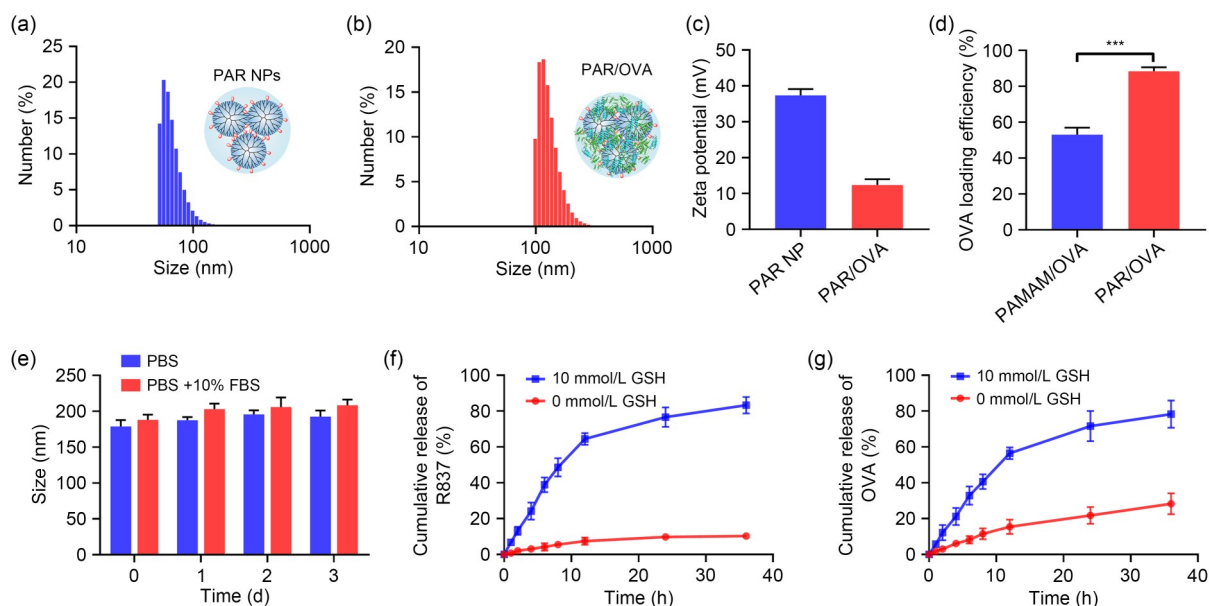 (a)
25
20
15
10
5
0
Number (%)
PAR NPs
10
100
1000
Size (nm)
(b)
20
15
10
5
0
Number (%)
PAR/OVA
10
100
1000
Size (nm)
(c)
50
40
30
20
10
0
Zeta potential (mV)
PAR NP
PAR/OVA
(d)
100
80
60
40
20
0
OVA loading efficiency (%)
***
PAMAM/OVA
PAR/OVA
(e)
PBS
PBS +10% FBS
250
200
150
100
50
0
Size (nm)
0
1
2
3
Time (d)
(f)
10 mmol/L GSH
0 mmol/L GSH
100
80
60
40
20
0
Cumulative release of
R837 (%)
0
10
20
30
40
Time (h)
(g)
10 mmol/L GSH
0 mmol/L GSH
100
80
60
40
20
0
Cumulative release of
OVA (%)
0
10
20
30
40
Time (h)